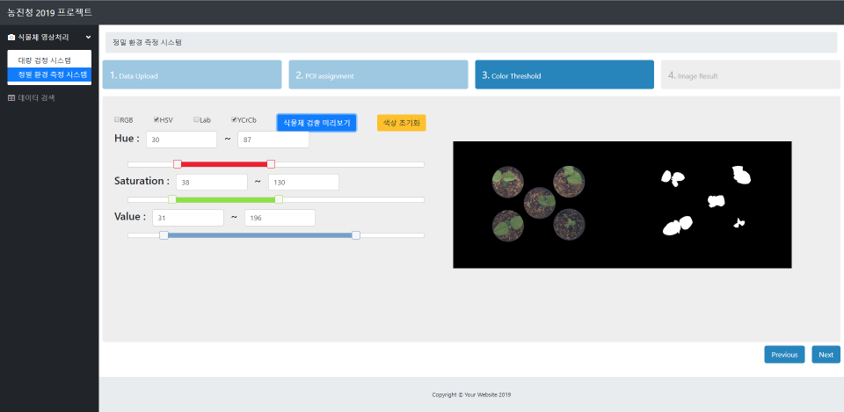 농진청 2019 프로젝트
식물체 영상처리
대량 검정 시스템
정밀 환경 측정 시스템
데이터 검색
정밀 환경 측정 시스템
1. Data Upload
2. POI assignment
3. Color Threshold
4. Image Result
RGB HSV Lab YCrCb 식물체 검출 미리보기 색상 초기화
Hue : 30 ~ 87
Saturation : 38 ~ 130
Value : 31 ~ 196
Previous Next
Copyright © Your Website 2019